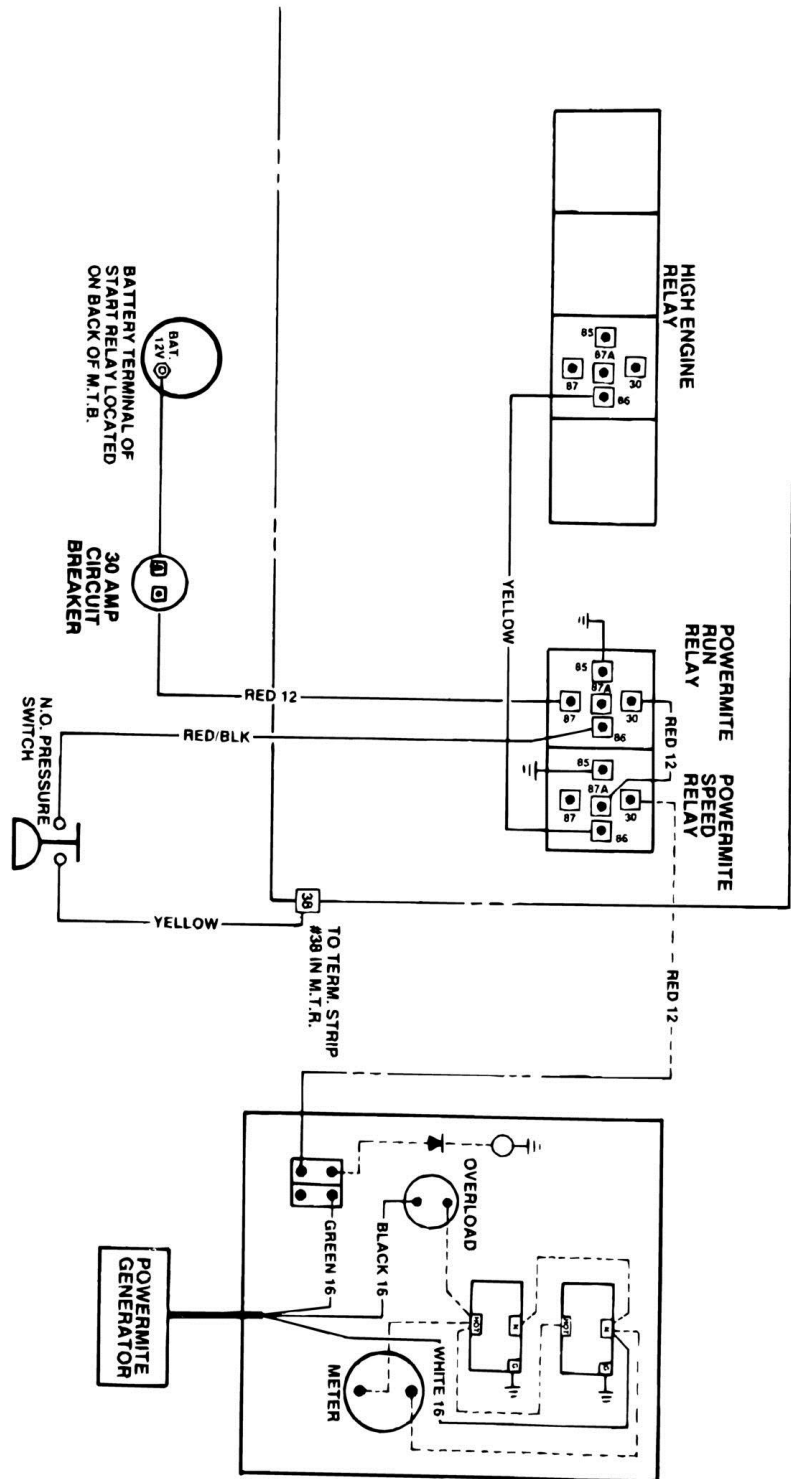 HIGH ENGINE
RELAY
85
87A
30
87
86
YELLOW
POWERMITE
RUN
RELAY
85
87A
30
87
86
RED 12
POWERMITE
SPEED
RELAY
85
87A
30
87
86
BAT.
12V
BATTERY TERMINAL OF
START RELAY LOCATED
ON BACK OF M.T.B.
30 AMP
CIRCUIT
BREAKER
RED 12
RED/BLK
N.O. PRESSURE
SWITCH
YELLOW
38
TO TERM. STRIP
#38 IN M.T.R.
RED 12
OVERLOAD
GREEN 16
BLACK 16
WHITE 16
HOT
N
G
HOT
N
G
METER
POWERMITE
GENERATOR